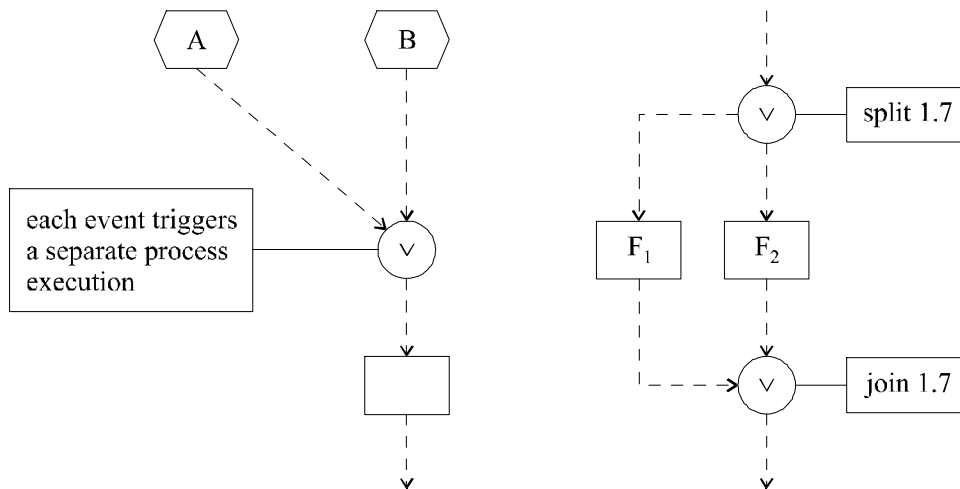 A
B
∨
each event triggers
a separate process
execution
∨
split 1.7
F₁
F₂
∨
join 1.7